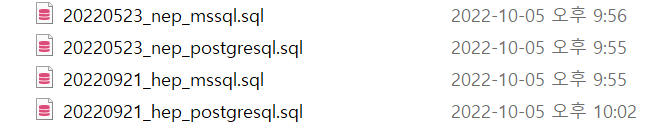 20220523_nep_mssql.sql 2022-10-05 오후 9:56
20220523_nep_postgresql.sql 2022-10-05 오후 9:55
20220921_hep_mssql.sql 2022-10-05 오후 9:55
20220921_hep_postgresql.sql 2022-10-05 오후 10:02